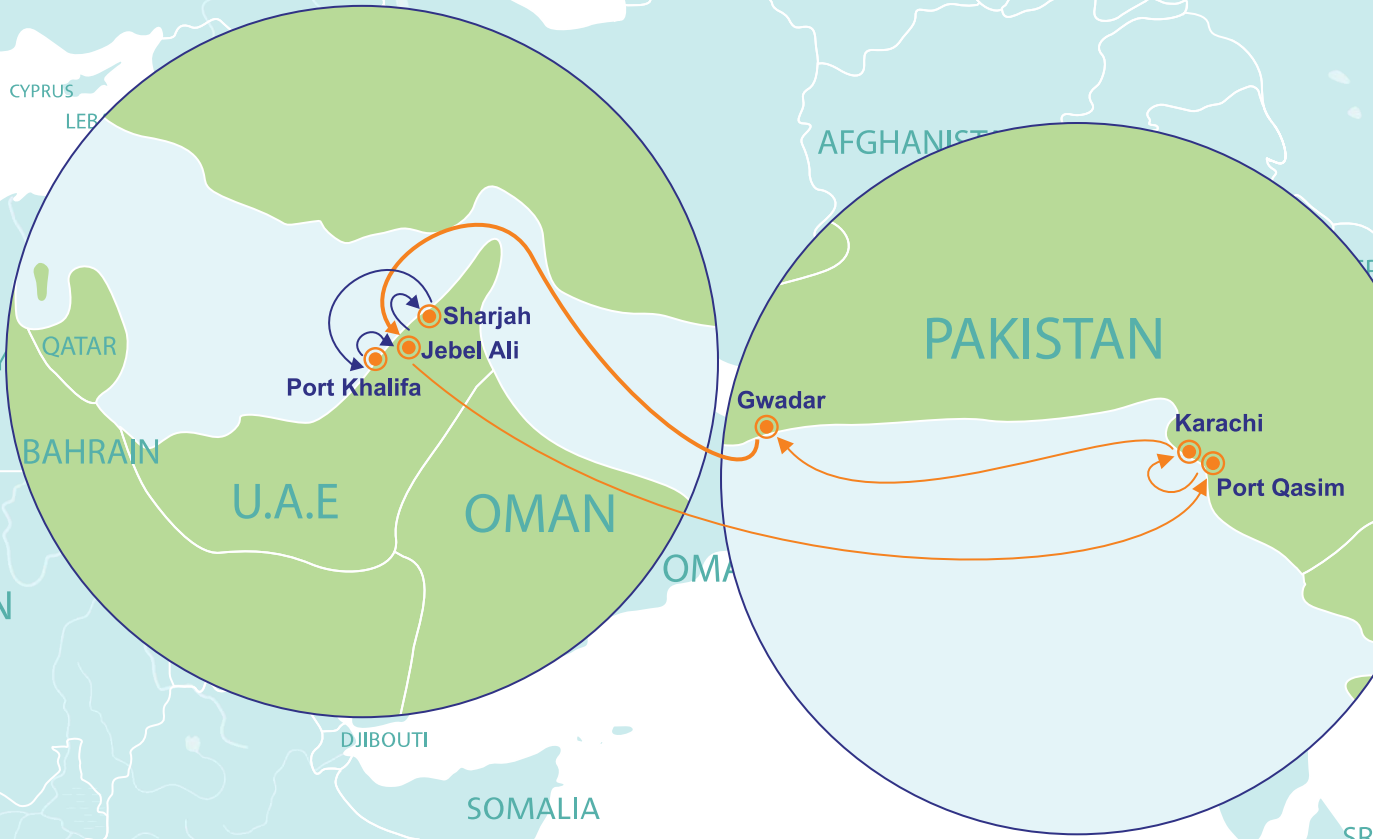 CYPRUS
LEB
AFGHANIST
Sharjah
PAKISTAN
QATAR
Jebel Ali
Port Khalifa
Gwadar
Karachi
BAHRAIN
Port Qasim
U.A.E
OMAN
OMA
N
DJIBOUTI
SOMALIA
SR